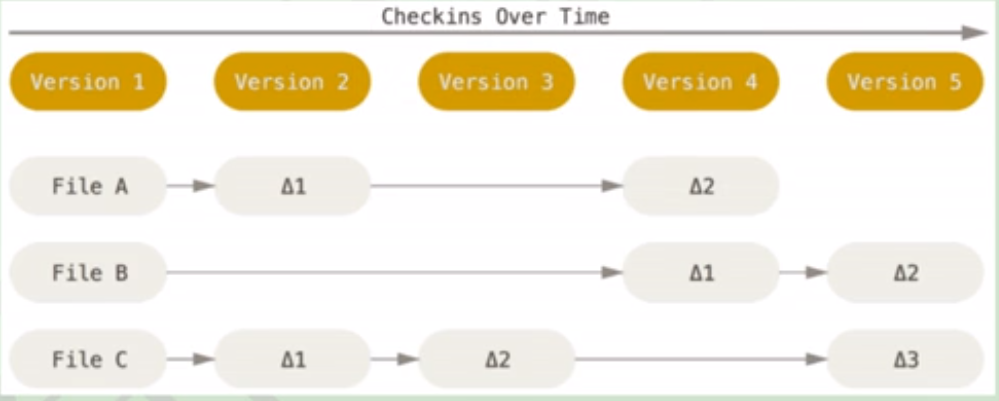 Checkins Over Time
Version 1 Version 2 Version 3 Version 4 Version 5
File A Δ1 Δ2
File B Δ1 Δ2
File C Δ1 Δ2 Δ3